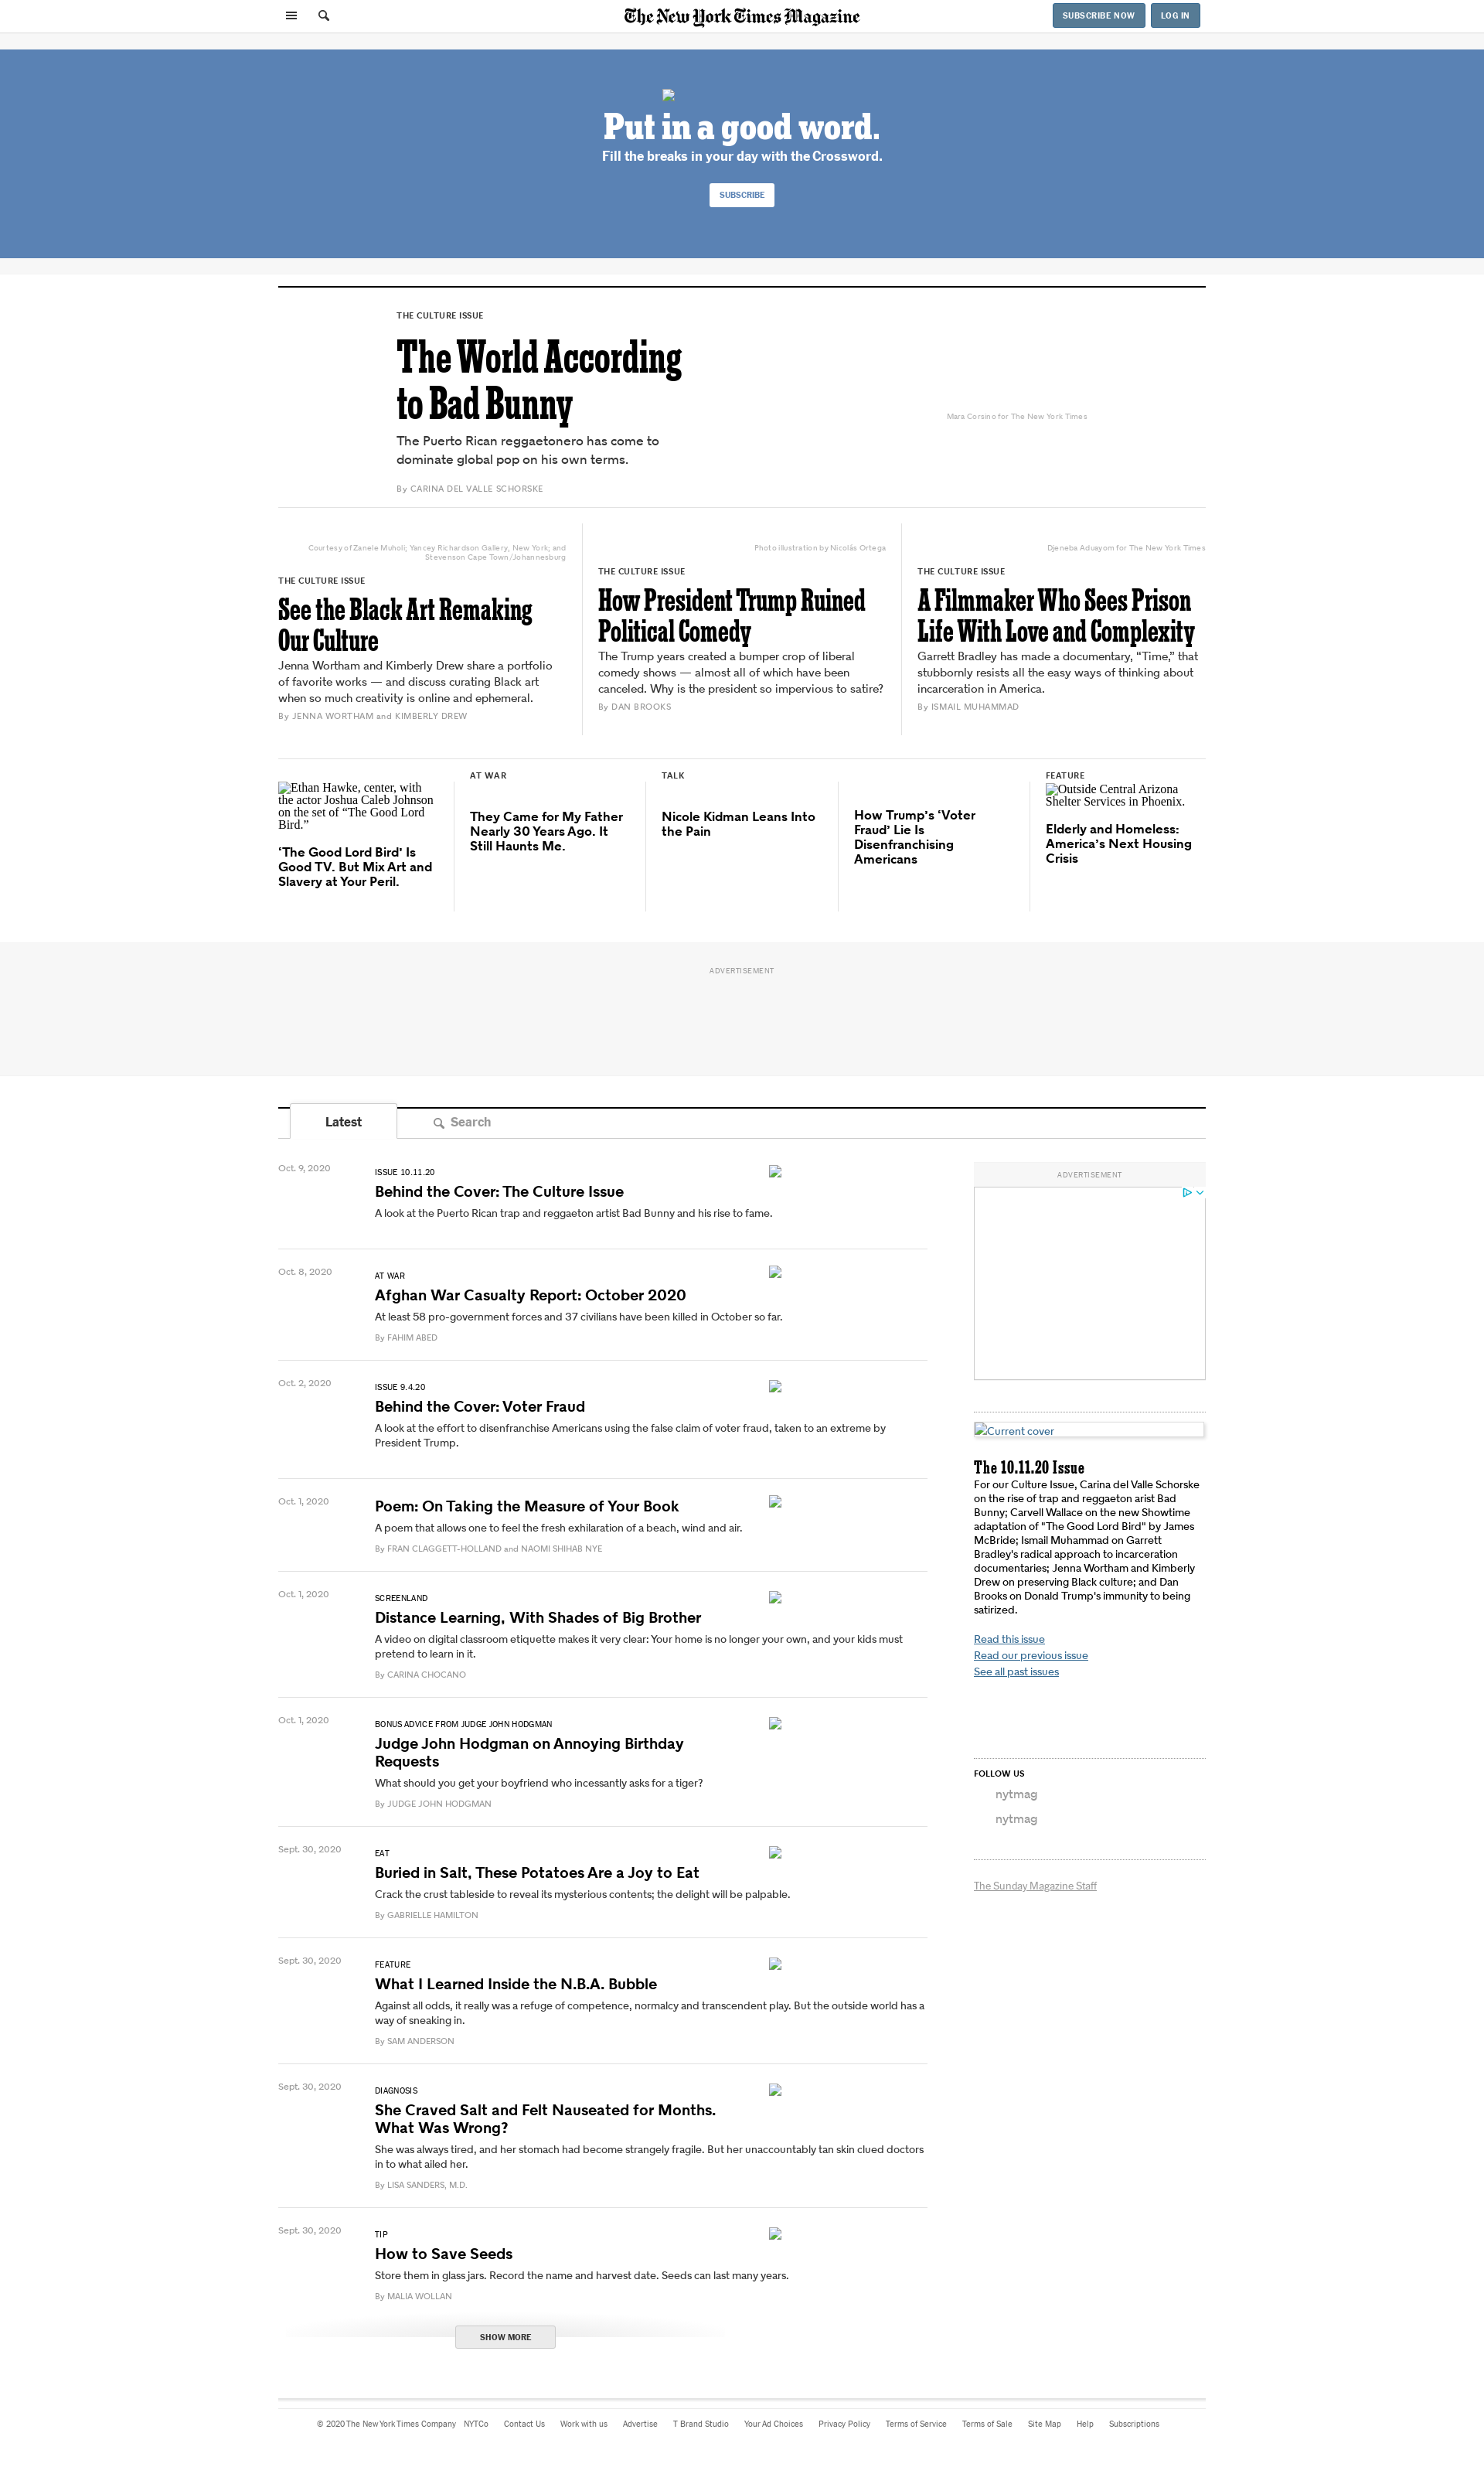 The New York Times Magazine
SUBSCRIBE NOW
LOG IN
Put in a good word.
Fill the breaks in your day with the Crossword.
SUBSCRIBE
THE CULTURE ISSUE
The World According
to Bad Bunny
The Puerto Rican reggaetonero has come to
dominate global pop on his own terms.
By CARINA DEL VALLE SCHORSKE
Mara Corsino for The New York Times
Courtesy of Zanele Muholi; Yancey Richardson Gallery, New York; and
Stevenson Cape Town/Johannesburg
THE CULTURE ISSUE
See the Black Art Remaking
Our Culture
Jenna Wortham and Kimberly Drew share a portfolio
of favorite works — and discuss curating Black art
when so much creativity is online and ephemeral.
By JENNA WORTHAM and KIMBERLY DREW
Photo illustration by Nicolás Ortega
THE CULTURE ISSUE
How President Trump Ruined
Political Comedy
The Trump years created a bumper crop of liberal
comedy shows — almost all of which have been
canceled. Why is the president so impervious to satire?
By DAN BROOKS
Djeneba Aduayom for The New York Times
THE CULTURE ISSUE
A Filmmaker Who Sees Prison
Life With Love and Complexity
Garrett Bradley has made a documentary, “Time,” that
stubbornly resists all the easy ways of thinking about
incarceration in America.
By ISMAIL MUHAMMAD
Ethan Hawke, center, with
the actor Joshua Caleb Johnson
on the set of “The Good Lord
Bird.”
‘The Good Lord Bird’ Is
Good TV. But Mix Art and
Slavery at Your Peril.
AT WAR
They Came for My Father
Nearly 30 Years Ago. It
Still Haunts Me.
TALK
Nicole Kidman Leans Into
the Pain
How Trump’s ‘Voter
Fraud’ Lie Is
Disenfranchising
Americans
FEATURE
Outside Central Arizona
Shelter Services in Phoenix.
Elderly and Homeless:
America’s Next Housing
Crisis
ADVERTISEMENT
Latest
Search
Oct. 9, 2020
ISSUE 10.11.20
Behind the Cover: The Culture Issue
A look at the Puerto Rican trap and reggaeton artist Bad Bunny and his rise to fame.
Oct. 8, 2020
AT WAR
Afghan War Casualty Report: October 2020
At least 58 pro-government forces and 37 civilians have been killed in October so far.
By FAHIM ABED
Oct. 2, 2020
ISSUE 9.4.20
Behind the Cover: Voter Fraud
A look at the effort to disenfranchise Americans using the false claim of voter fraud, taken to an extreme by
President Trump.
Oct. 1, 2020
Poem: On Taking the Measure of Your Book
A poem that allows one to feel the fresh exhilaration of a beach, wind and air.
By FRAN CLAGGETT-HOLLAND and NAOMI SHIHAB NYE
Oct. 1, 2020
SCREENLAND
Distance Learning, With Shades of Big Brother
A video on digital classroom etiquette makes it very clear: Your home is no longer your own, and your kids must
pretend to learn in it.
By CARINA CHOCANO
Oct. 1, 2020
BONUS ADVICE FROM JUDGE JOHN HODGMAN
Judge John Hodgman on Annoying Birthday
Requests
What should you get your boyfriend who incessantly asks for a tiger?
By JUDGE JOHN HODGMAN
Sept. 30, 2020
EAT
Buried in Salt, These Potatoes Are a Joy to Eat
Crack the crust tableside to reveal its mysterious contents; the delight will be palpable.
By GABRIELLE HAMILTON
Sept. 30, 2020
FEATURE
What I Learned Inside the N.B.A. Bubble
Against all odds, it really was a refuge of competence, normalcy and transcendent play. But the outside world has a
way of sneaking in.
By SAM ANDERSON
Sept. 30, 2020
DIAGNOSIS
She Craved Salt and Felt Nauseated for Months.
What Was Wrong?
She was always tired, and her stomach had become strangely fragile. But her unaccountably tan skin clued doctors
in to what ailed her.
By LISA SANDERS, M.D.
Sept. 30, 2020
TIP
How to Save Seeds
Store them in glass jars. Record the name and harvest date. Seeds can last many years.
By MALIA WOLLAN
SHOW MORE
ADVERTISEMENT
Current cover
The 10.11.20 Issue
For our Culture Issue, Carina del Valle Schorske
on the rise of trap and reggaeton arist Bad
Bunny; Carvell Wallace on the new Showtime
adaptation of "The Good Lord Bird" by James
McBride; Ismail Muhammad on Garrett
Bradley's radical approach to incarceration
documentaries; Jenna Wortham and Kimberly
Drew on preserving Black culture; and Dan
Brooks on Donald Trump's immunity to being
satirized.
Read this issue
Read our previous issue
See all past issues
FOLLOW US
nytmag
nytmag
The Sunday Magazine Staff
© 2020 The New York Times Company NYTCo Contact Us Work with us Advertise T Brand Studio Your Ad Choices Privacy Policy Terms of Service Terms of Sale Site Map Help Subscriptions